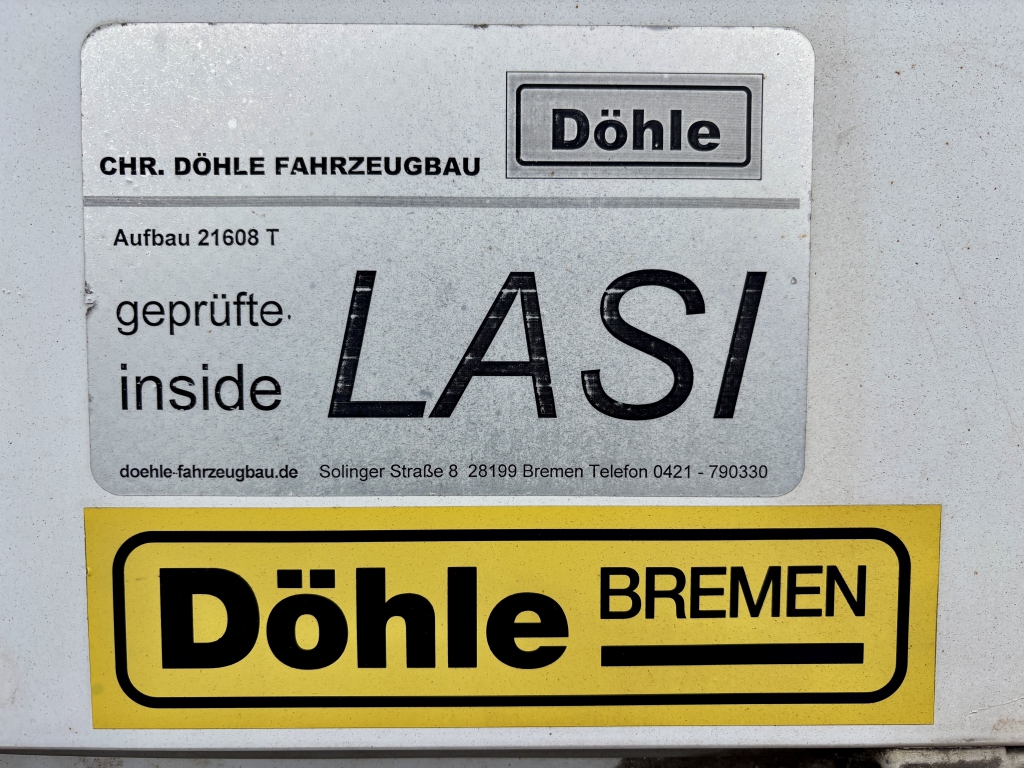 Döhle
CHR. DÖHLE FAHRZEUGBAU
Aufbau 21608 T
geprüfte
LASI
inside
doehle-fahrzeugbau.de Solinger Straße 8 28199 Bremen Telefon 0421 - 790330
Döhle BREMEN